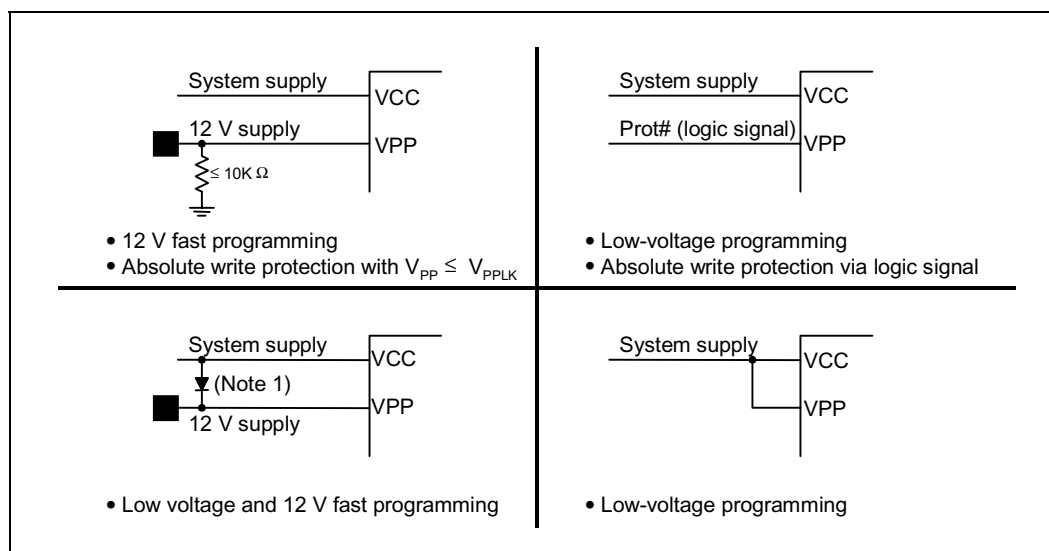 System supply
VCC
12 V supply
VPP
≤ 10K Ω
• 12 V fast programming
• Absolute write protection with VPP ≤ VPPLK
System supply
VCC
Prot# (logic signal)
VPP
• Low-voltage programming
• Absolute write protection via logic signal
System supply
VCC
(Note 1)
VPP
12 V supply
• Low voltage and 12 V fast programming
System supply
VCC
VPP
• Low-voltage programming